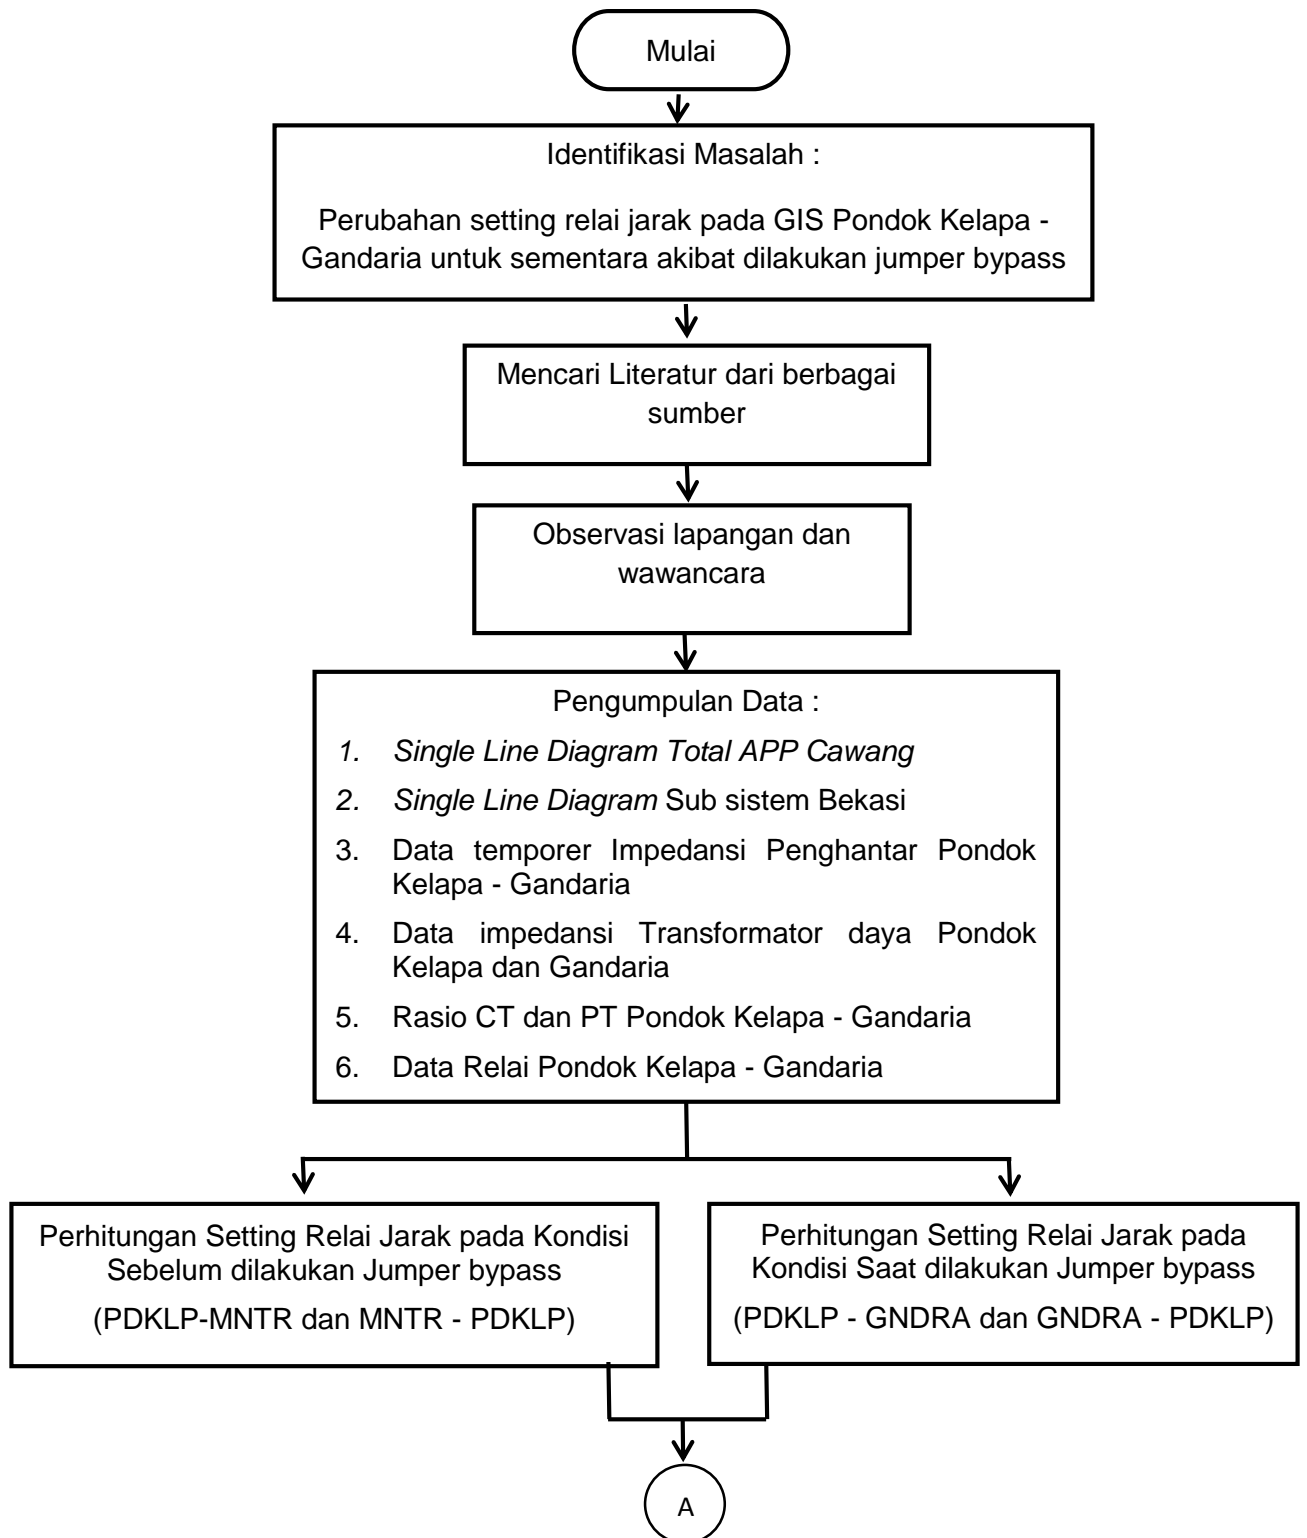 Mulai
Identifikasi Masalah :
Perubahan setting relai jarak pada GIS Pondok Kelapa -
Gandaria untuk sementara akibat dilakukan jumper bypass
Mencari Literatur dari berbagai
sumber
Observasi lapangan dan
wawancara
Pengumpulan Data :
1. Single Line Diagram Total APP Cawang
2. Single Line Diagram Sub sistem Bekasi
3. Data temporer Impedansi Penghantar Pondok
Kelapa - Gandaria
4. Data impedansi Transformator daya Pondok
Kelapa dan Gandaria
5. Rasio CT dan PT Pondok Kelapa - Gandaria
6. Data Relai Pondok Kelapa - Gandaria
Perhitungan Setting Relai Jarak pada Kondisi
Sebelum dilakukan Jumper bypass
(PDKLP-MNTR dan MNTR - PDKLP)
Perhitungan Setting Relai Jarak pada
Kondisi Saat dilakukan Jumper bypass
(PDKLP - GNDRA dan GNDRA - PDKLP)
A